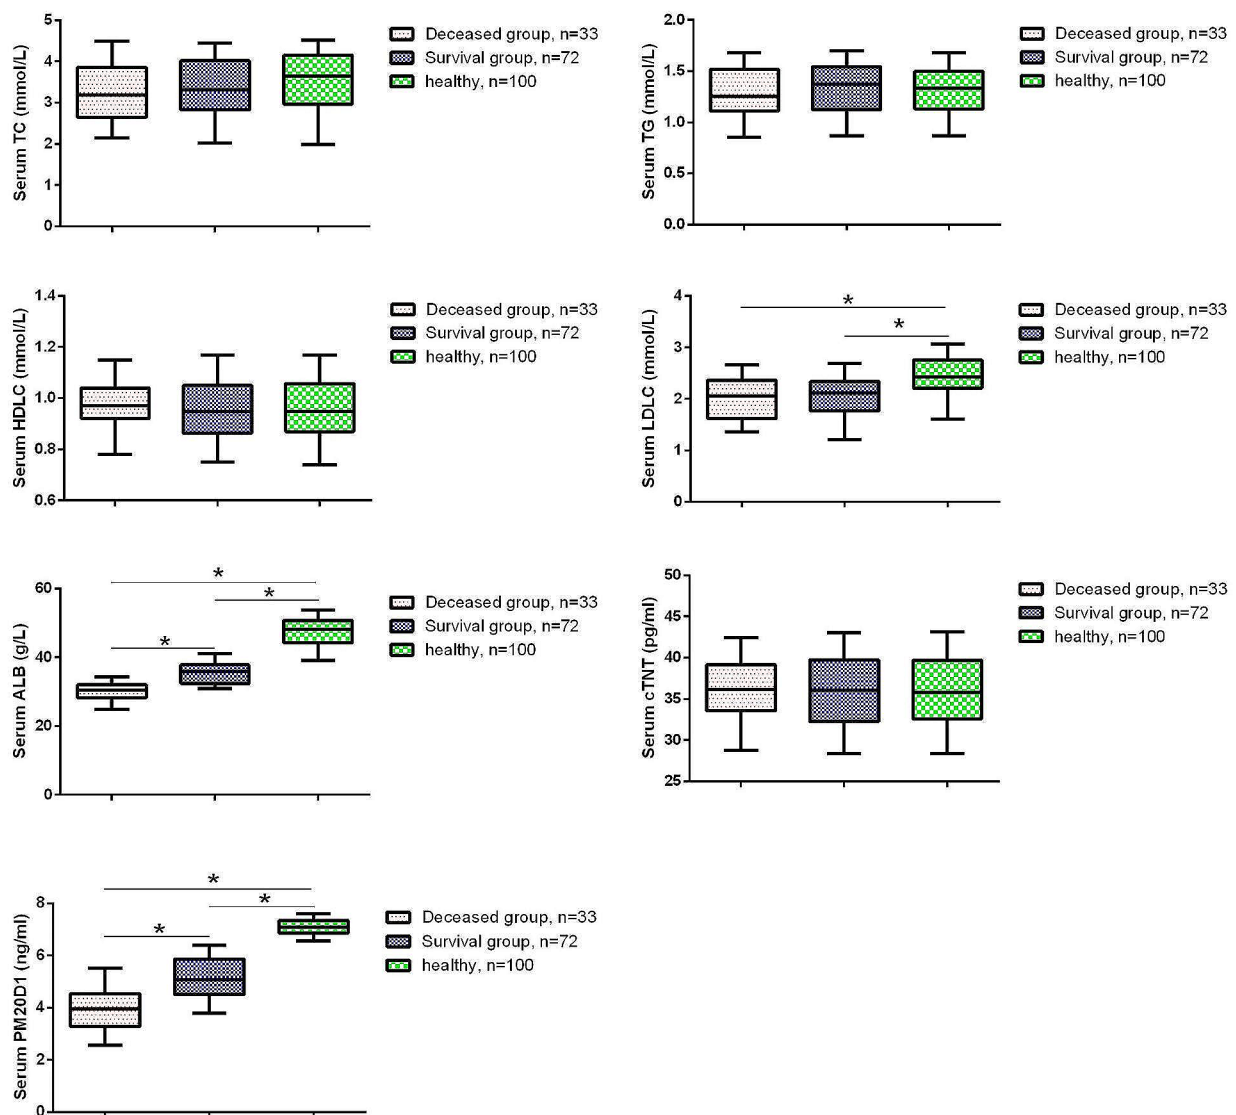 Serum TC (mmol/L)
5
4
3
2
1
0
Deceased group, n=33
Survival group, n=72
healthy, n=100
Serum TG (mmol/L)
2.0
1.5
1.0
0.5
0.0
Deceased group, n=33
Survival group, n=72
healthy, n=100
Serum HDLC (mmol/L)
1.4
1.2
1.0
0.8
0.6
Deceased group, n=33
Survival group, n=72
healthy, n=100
Serum LDLC (mmol/L)
4
3
2
1
0
*
*
Deceased group, n=33
Survival group, n=72
healthy, n=100
Serum ALB (g/L)
60
40
20
0
*
*
*
Deceased group, n=33
Survival group, n=72
healthy, n=100
Serum cTNT (pg/ml)
50
45
40
35
30
25
Deceased group, n=33
Survival group, n=72
healthy, n=100
Serum PM20D1 (ng/ml)
8
6
4
2
0
*
*
*
Deceased group, n=33
Survival group, n=72
healthy, n=100